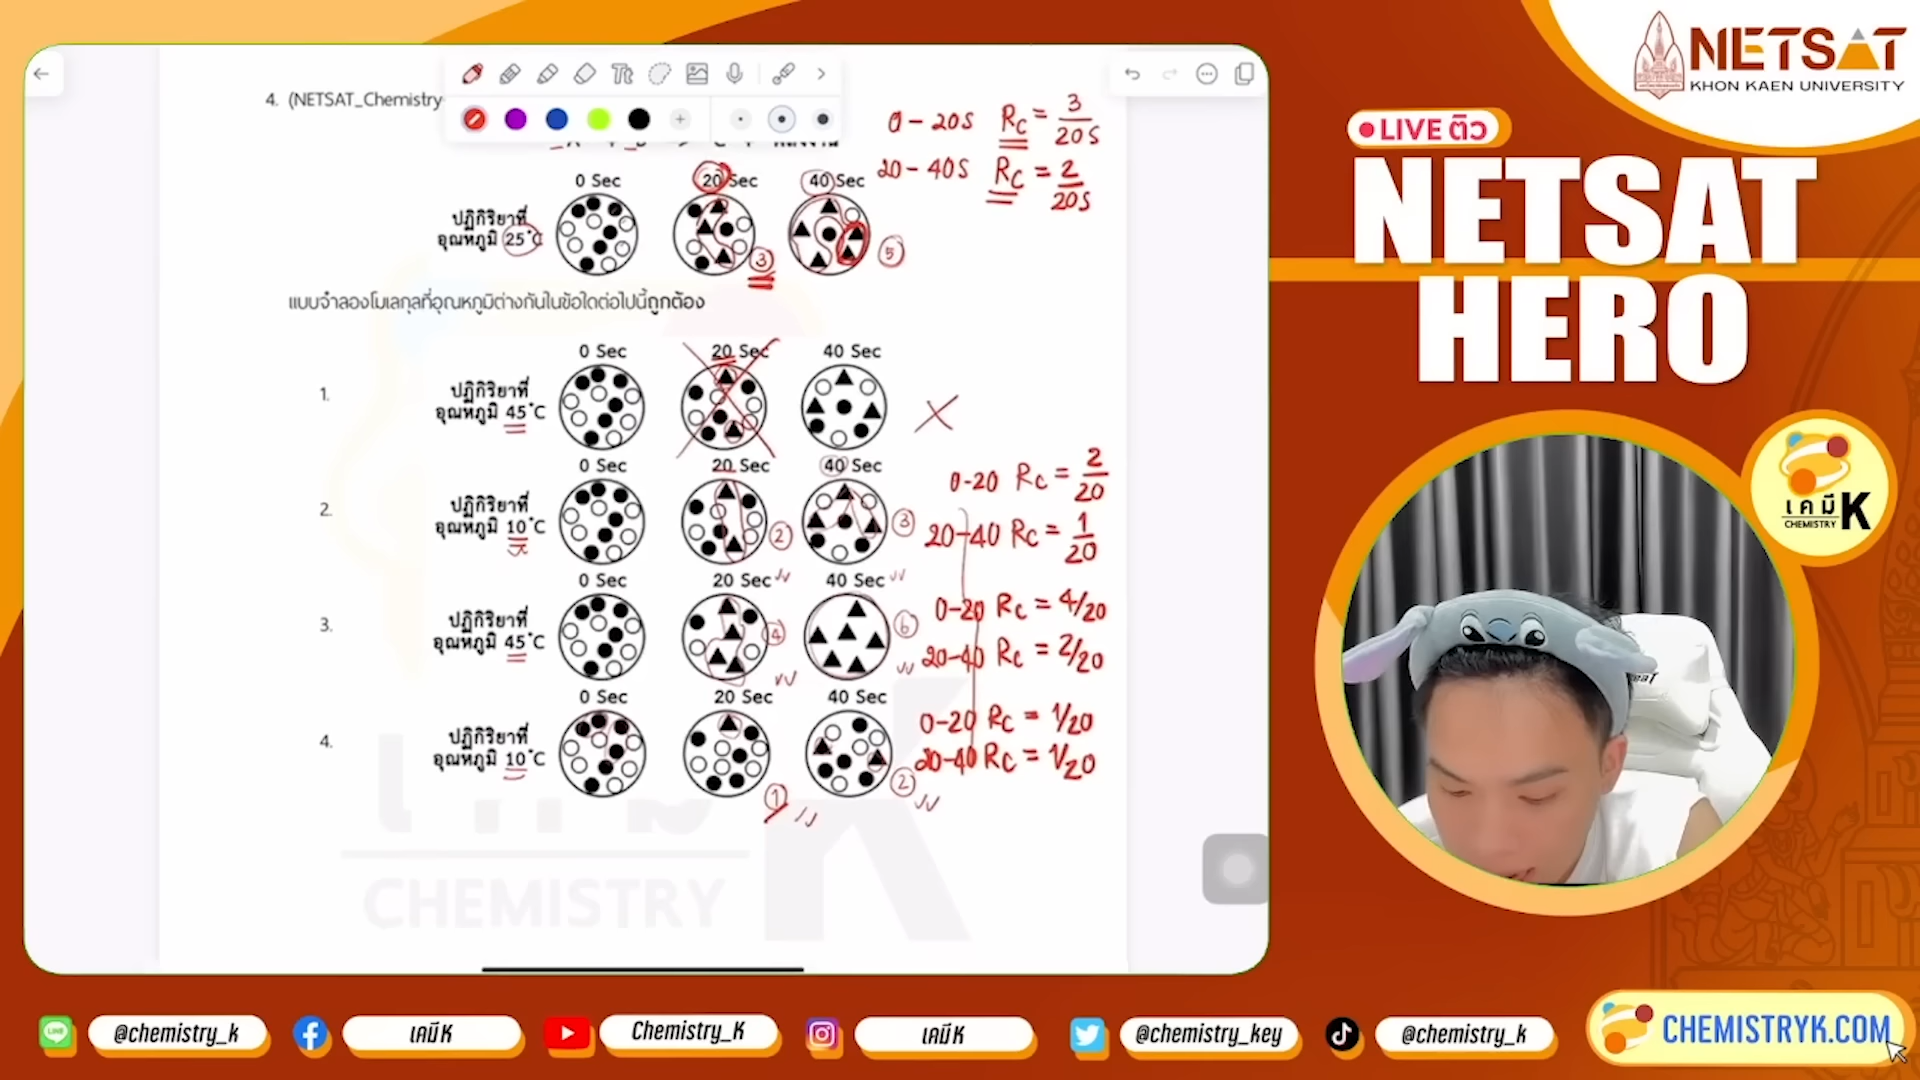 4. (NETSAT_Chemistry
0 Sec 20 Sec 40 Sec
ปฏิกิริยาที่
อุณหภูมิ 25°C
3
5
0-20s Rc = 3/20s
20-40s Rc = 2/20s
แบบจำลองโมเลกุลที่อุณหภูมิต่างกันในข้อใดต่อไปนี้ถูกต้อง
0 Sec 20 Sec 40 Sec
1. ปฏิกิริยาที่
อุณหภูมิ 45°C
0 Sec 20 Sec 40 Sec
2. ปฏิกิริยาที่
อุณหภูมิ 10°C
2
3
0-20 Rc = 2/20
20-40 Rc = 1/20
0 Sec 20 Sec 40 Sec
3. ปฏิกิริยาที่
อุณหภูมิ 45°C
4
6
0-20 Rc = 4/20
20-40 Rc = 2/20
0 Sec 20 Sec 40 Sec
4. ปฏิกิริยาที่
อุณหภูมิ 10°C
1
2
0-20 Rc = 1/20
20-40 Rc = 1/20
เคมี K
CHEMISTRY
NETSAT
KHON KAEN UNIVERSITY
LIVE ติว
NETSAT
HERO
เคมี K
CHEMISTRY
@chemistry_k
เคมี K
Chemistry_K
เคมี K
@chemistry_key
@chemistry_k
CHEMISTRYK.COM